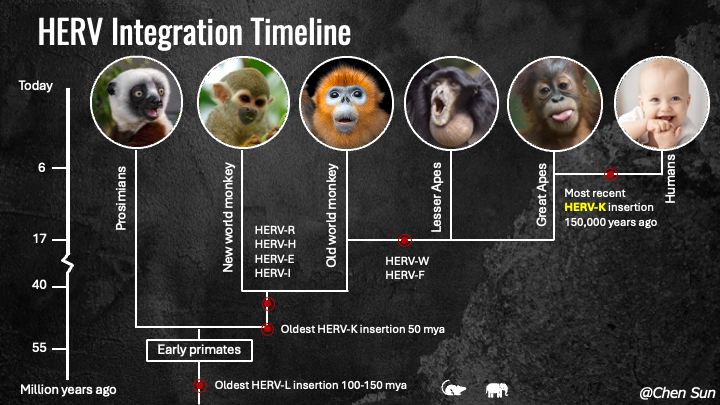 HERV Integration Timeline
Today
6
17
40
55
Million years ago
Prosimians
New world monkey
Old world monkey
Lesser Apes
Great Apes
Humans
HERV-R
HERV-H
HERV-E
HERV-I
HERV-W
HERV-F
Most recent
HERV-K insertion
150,000 years ago
Oldest HERV-K insertion 50 mya
Early primates
Oldest HERV-L insertion 100-150 mya
@Chen Sun